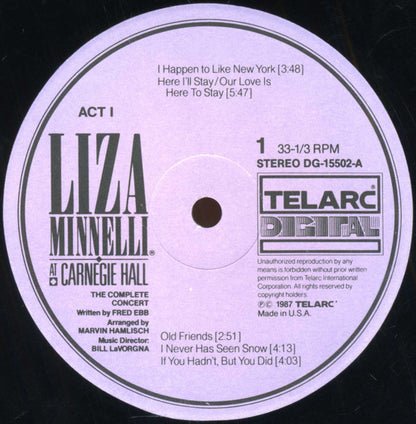 I Happen to Like New York [3:48]
Here I'll Stay/Our Love Is
Here To Stay [5:47]
ACT I
LIZA
MINNELLI®
AT CARNEGIE HALL
THE COMPLETE
CONCERT
Written by FRED EBB
Arranged by
MARVIN HAMLISCH
Music Director:
BILL LaVORGNA
1 33-1/3 RPM
STEREO DG-15502-A
TELARC®
DIGITAL
Unauthorized reproduction by any
means is forbidden without prior written
permission from Telarc International
Corporation. All rights reserved by
copyright holders.
℗© 1987 TELARC®
Made in U.S.A.
Old Friends [2:51]
I Never Has Seen Snow [4:13]
If You Hadn't, But You Did [4:03]